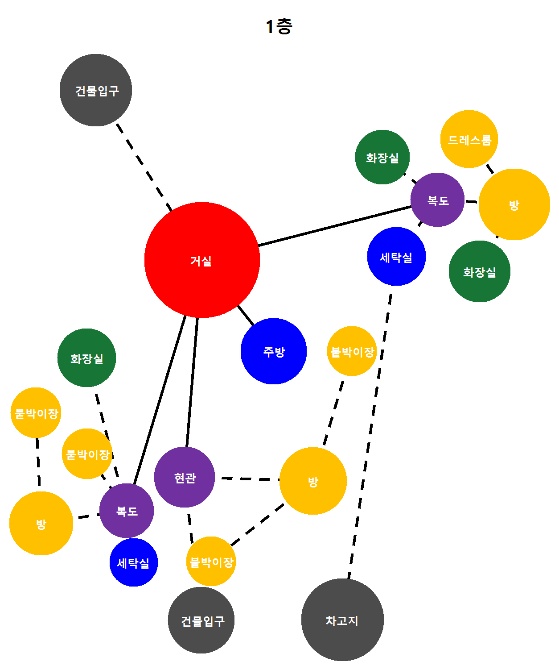 1층
건물입구
드레스룸
화장실
복도
방
세탁실
거실
화장실
주방
붙박이장
화장실
붙박이장
붙박이장
현관
방
복도
방
세탁실
붙박이장
건물입구
차고지